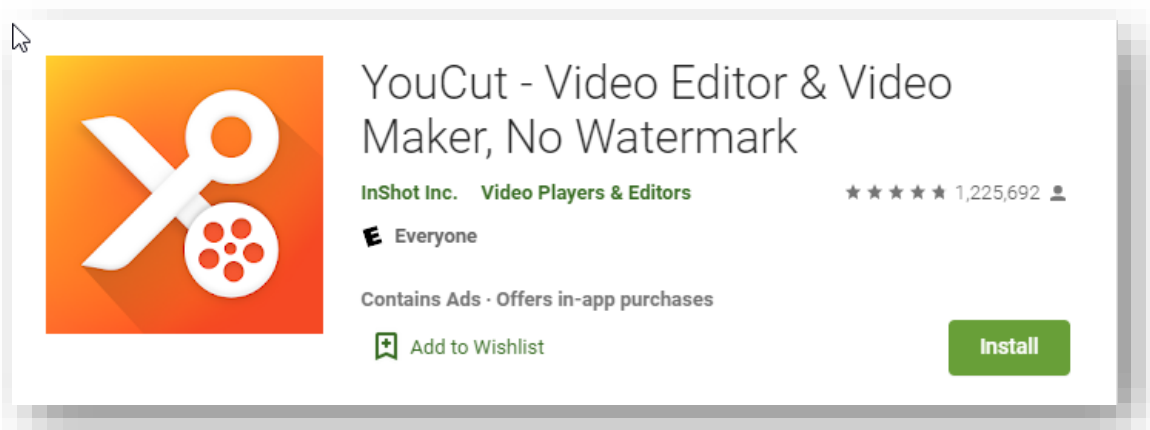 YouCut - Video Editor & Video
Maker, No Watermark
InShot Inc. Video Players & Editors 1,225,692
E Everyone
Contains Ads · Offers in-app purchases
Add to Wishlist
Install